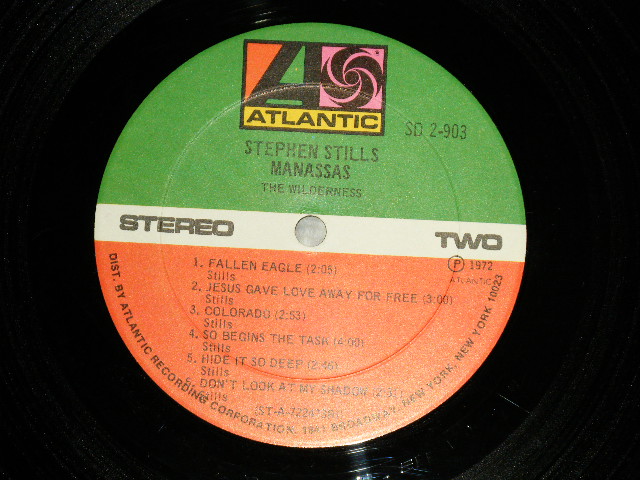 ATLANTIC
SD 2-903
STEPHEN STILLS
MANASSAS
THE WILDERNESS
STEREO
TWO
1. FALLEN EAGLE (2:05)
Stills
P 1972
ATLANTIC
2. JESUS GAVE LOVE AWAY FOR FREE (3:00)
Stills
3. COLORADO (2:53)
Stills
4. SO BEGINS THE TASK (4:00)
Stills
5. HIDE IT SO DEEP
Stills
6. DON'T LOOK AT MY SHADOW
Stills
DIST. BY ATLANTIC RECORDING CORPORATION, 1841 BROADWAY, NEW YORK, NEW YORK 10023